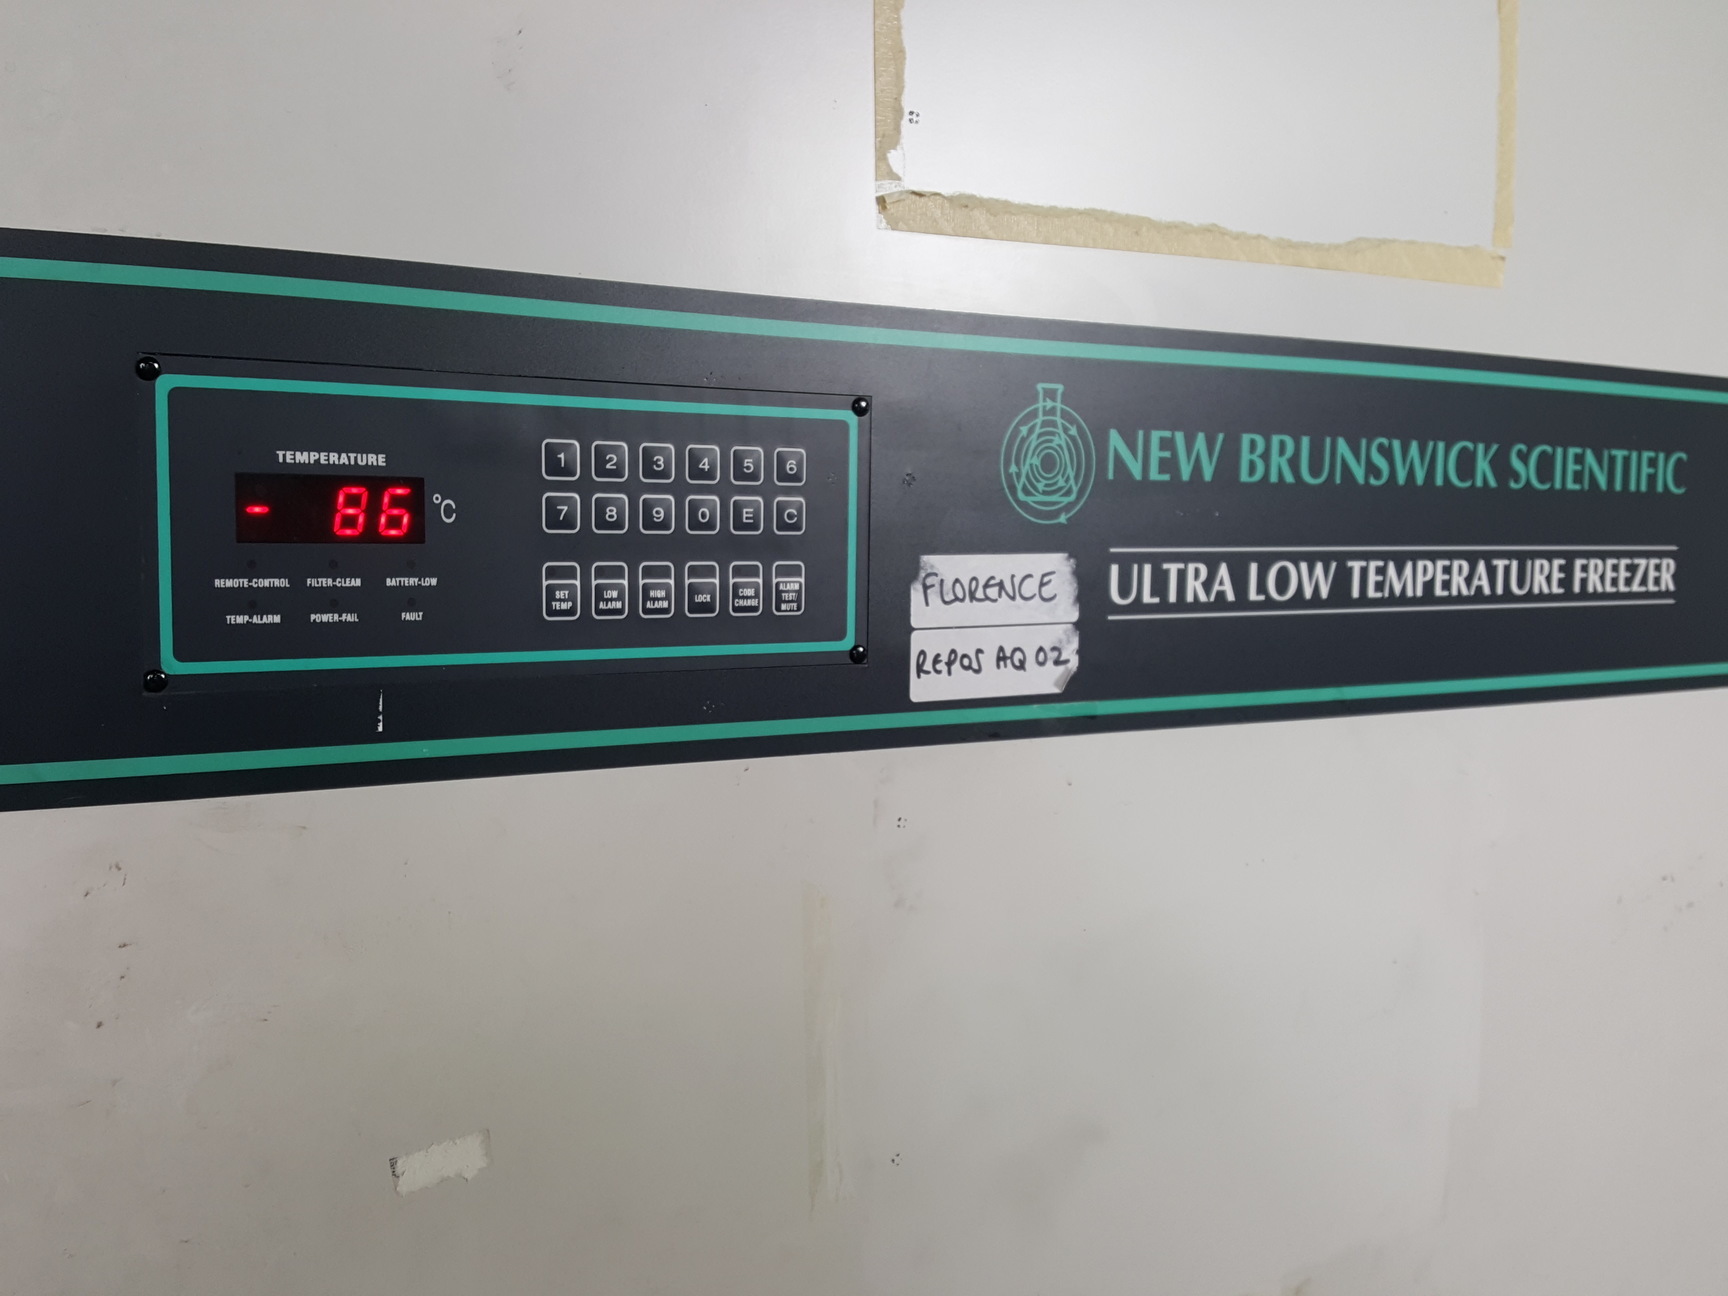 TEMPERATURE
- 86 °C
REMOTE-CONTROL FILTER-CLEAN BATTERY-LOW
TEMP-ALARM POWER-FAIL FAULT
1 2 3 4 5 6
7 8 9 0 E C
SET TEMP
LOW ALARM
HIGH ALARM
LOCK
CODE CHANGE
ALARM TEST/ MUTE
NEW BRUNSWICK SCIENTIFIC
ULTRA LOW TEMPERATURE FREEZER
FLORENCE
REPOS AQ 02